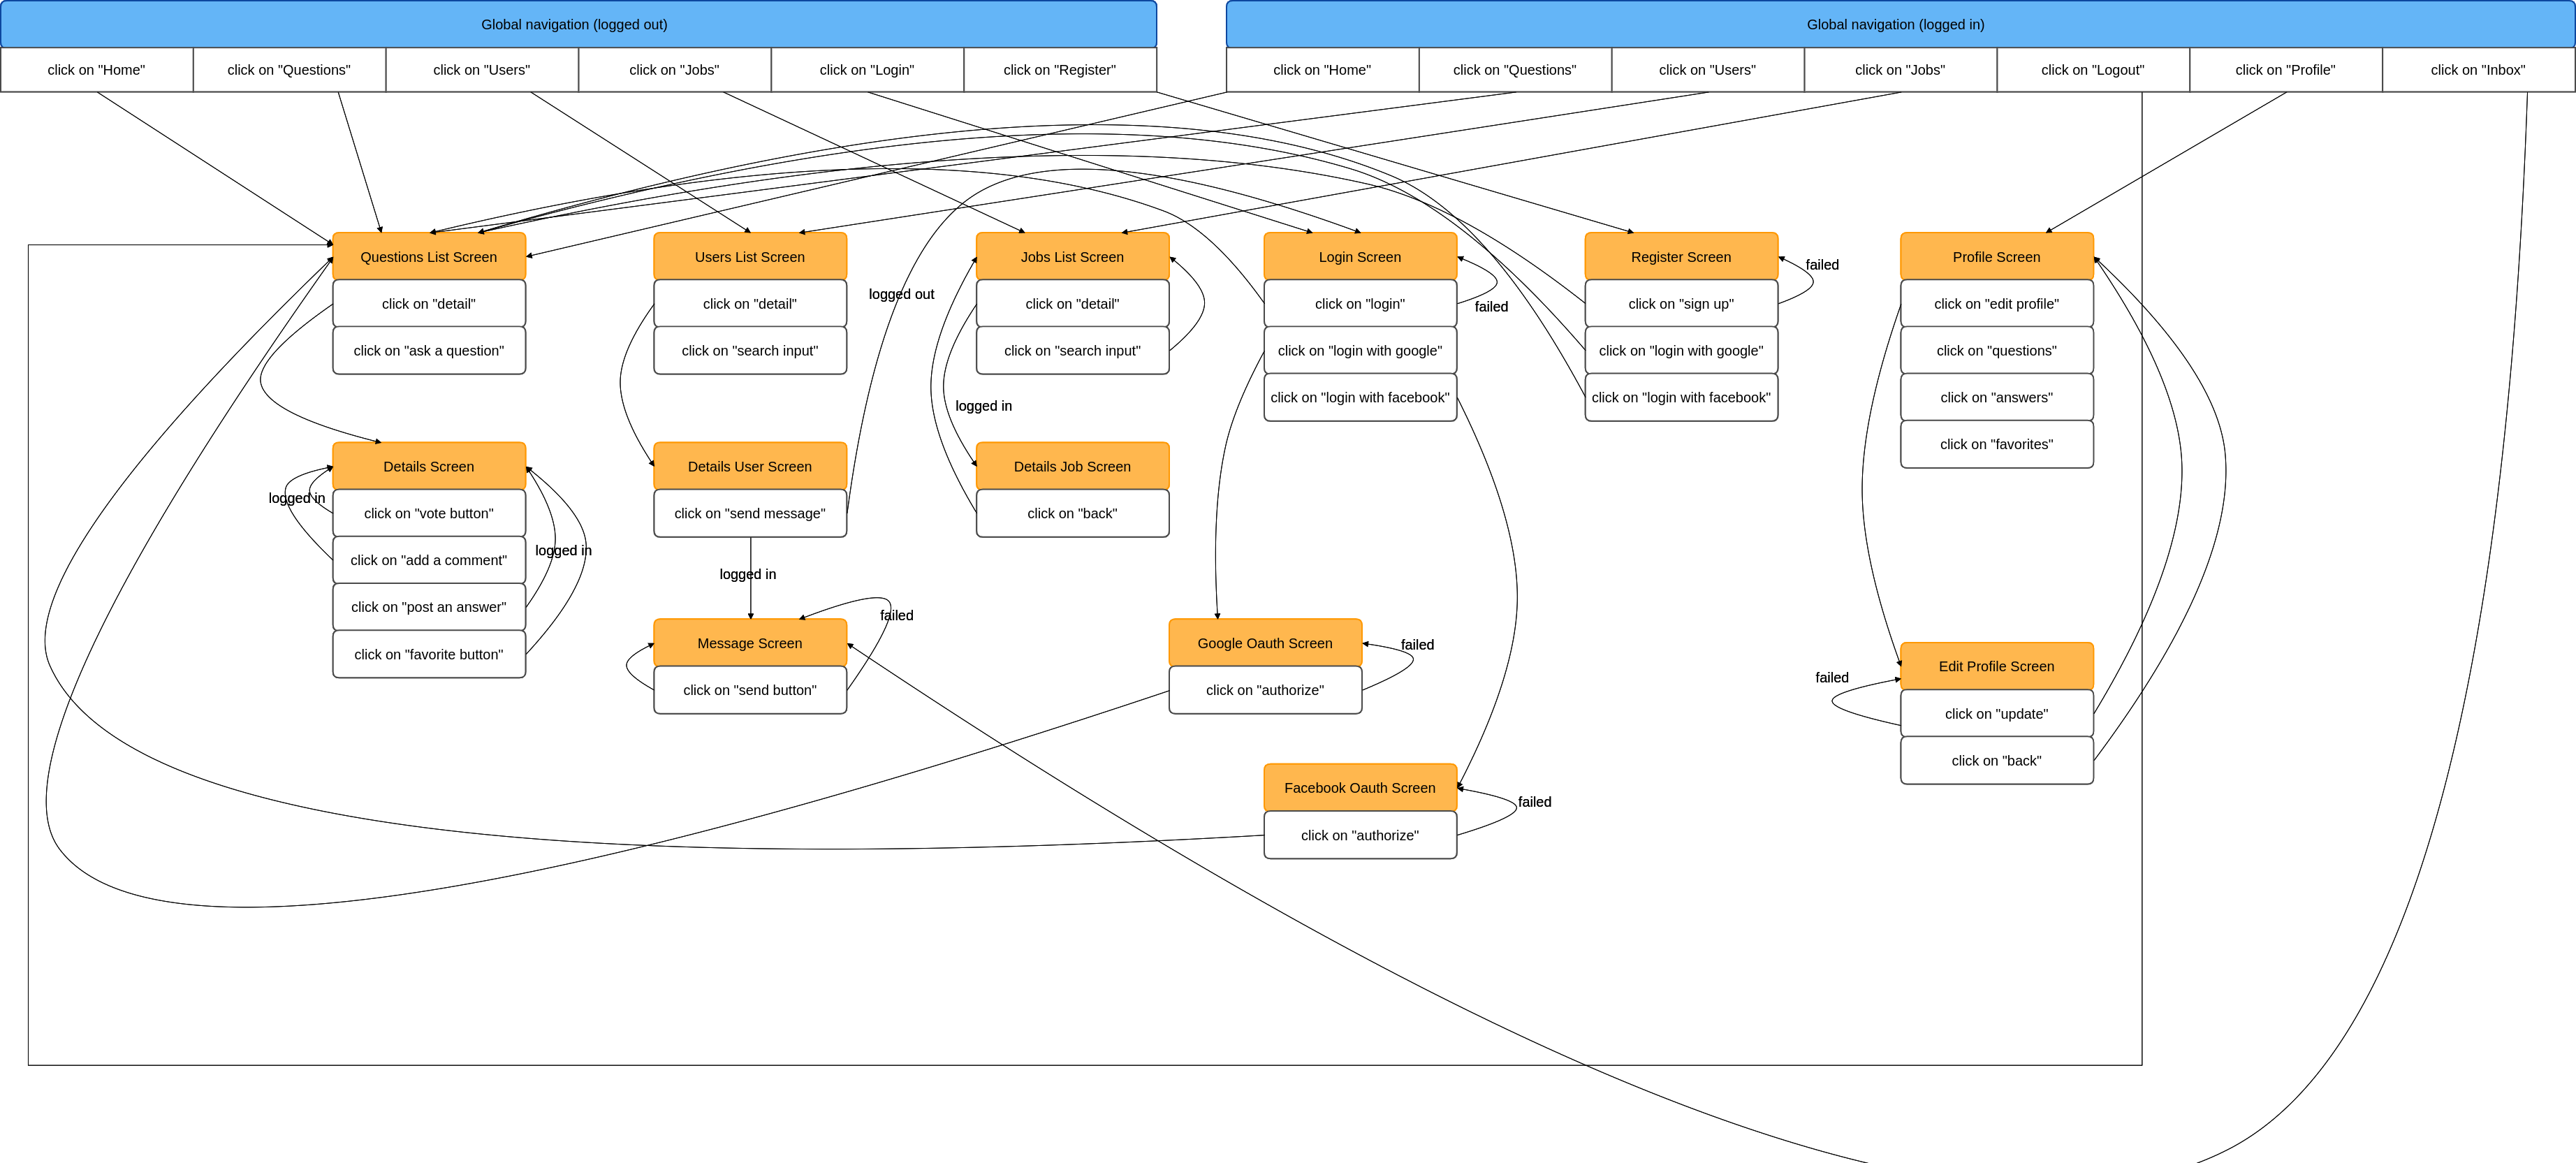 Global navigation (logged out)
click on "Home"
click on "Questions"
click on "Users"
click on "Jobs"
click on "Login"
click on "Register"
Global navigation (logged in)
click on "Home"
click on "Questions"
click on "Users"
click on "Jobs"
click on "Logout"
click on "Profile"
click on "Inbox"
Questions List Screen
click on "detail"
click on "ask a question"
Users List Screen
click on "detail"
click on "search input"
logged out
Jobs List Screen
click on "detail"
click on "search input"
logged in
Login Screen
click on "login"
click on "login with google"
click on "login with facebook"
failed
Register Screen
click on "sign up"
click on "login with google"
click on "login with facebook"
failed
Profile Screen
click on "edit profile"
click on "questions"
click on "answers"
click on "favorites"
Details Screen
click on "vote button"
click on "add a comment"
click on "post an answer"
click on "favorite button"
logged in
logged in
Details User Screen
click on "send message"
logged in
Details Job Screen
click on "back"
Message Screen
click on "send button"
failed
Google Oauth Screen
click on "authorize"
failed
Edit Profile Screen
click on "update"
click on "back"
failed
Facebook Oauth Screen
click on "authorize"
failed